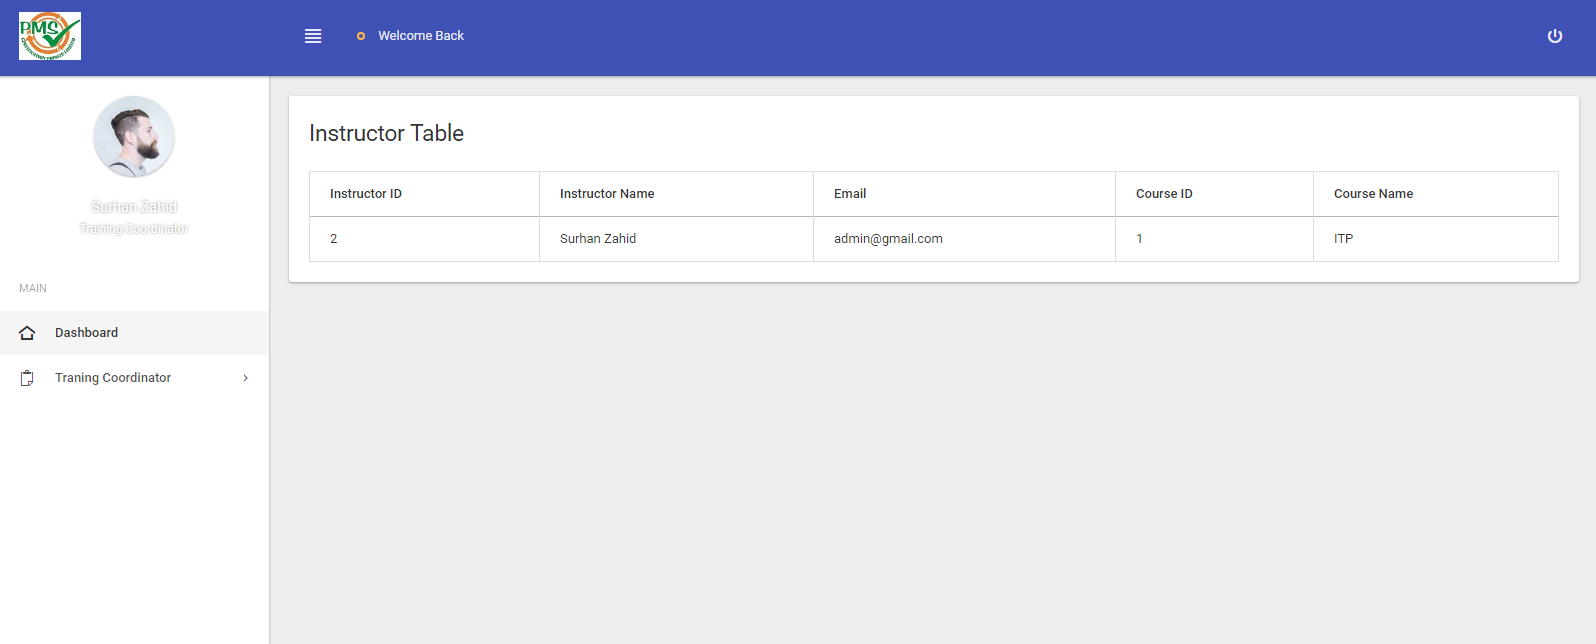 PMS
Welcome Back
Surhan Zahid
Training Coordinator
MAIN
Dashboard
Traning Coordinator
Instructor Table
Instructor ID Instructor Name Email Course ID Course Name
2 Surhan Zahid admin@gmail.com 1 ITP